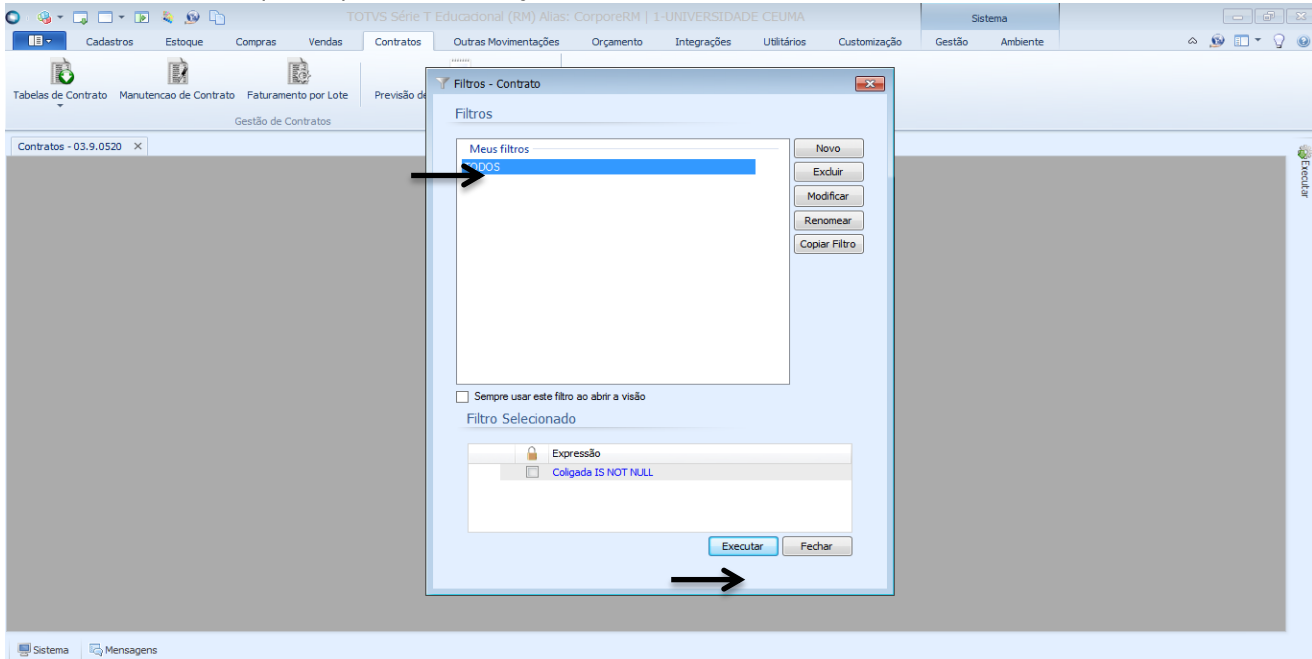 TOTVS Série T Educacional (RM) Alias: CorporeRM | 1-UNIVERSIDADE CEUMA
Sistema
Cadastros Estoque Compras Vendas Contratos Outras Movimentações Orçamento Integrações Utilitários Customização Gestão Ambiente
Tabelas de Contrato Manutencao de Contrato Faturamento por Lote Previsão de
Gestão de Contratos
Contratos - 03.9.0520
Executar
Filtros - Contrato
Filtros
Meus filtros
TODOS
Novo
Excluir
Modificar
Renomear
Copiar Filtro
Sempre usar este filtro ao abrir a visão
Filtro Selecionado
Expressão
Coligada IS NOT NULL
Executar Fechar
Sistema Mensagens